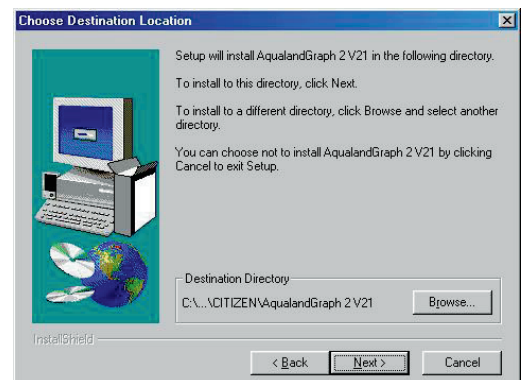 Choose Destination Location
Setup will install AqualandGraph 2 V21 in the following directory.
To install to this directory, click Next.
To install to a different directory, click Browse and select another
directory.
You can choose not to install AqualandGraph 2 V21 by clicking
Cancel to exit Setup.
Destination Directory
C:\...\CITIZEN\AqualandGraph 2 V21
Browse...
InstallShield
< Back
Next >
Cancel